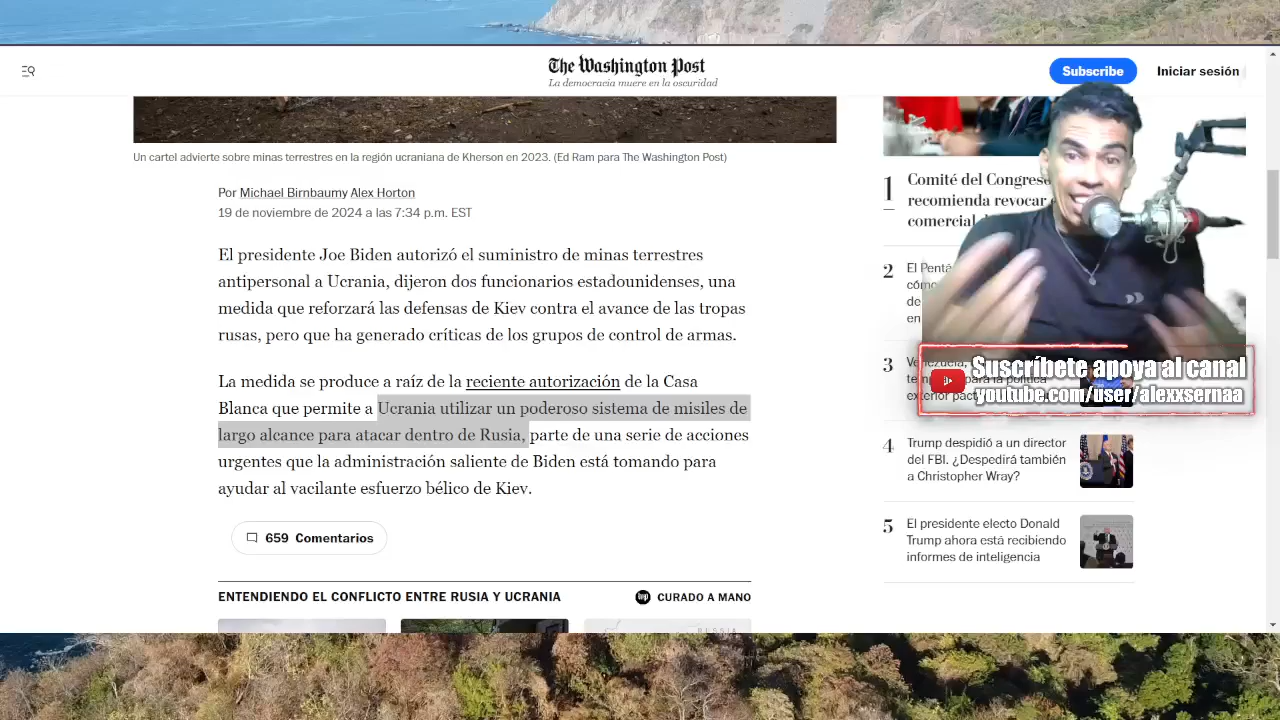 The Washington Post
La democracia muere en la oscuridad
Subscribe
Iniciar sesión
Un cartel advierte sobre minas terrestres en la región ucraniana de Kherson en 2023. (Ed Ram para The Washington Post)
Por Michael Birnbaumy Alex Horton
19 de noviembre de 2024 a las 7:34 p.m. EST
El presidente Joe Biden autorizó el suministro de minas terrestres
antipersonal a Ucrania, dijeron dos funcionarios estadounidenses, una
medida que reforzará las defensas de Kiev contra el avance de las tropas
rusas, pero que ha generado críticas de los grupos de control de armas.
La medida se produce a raíz de la reciente autorización de la Casa
Blanca que permite a Ucrania utilizar un poderoso sistema de misiles de
largo alcance para atacar dentro de Rusia, parte de una serie de acciones
urgentes que la administración saliente de Biden está tomando para
ayudar al vacilante esfuerzo bélico de Kiev.
659 Comentarios
ENTENDIENDO EL CONFLICTO ENTRE RUSIA Y UCRANIA
wp CURADO A MANO
RUSSIA
1
Comité del Congreso
recomienda revocar
comercial
2
El
de
en
3
para la política
exterior
Suscríbete apoya al canal
youtube.com/user/alexxsernaa
4
Trump despidió a un director
del FBI. ¿Despedirá también
a Christopher Wray?
5
El presidente electo Donald
Trump ahora está recibiendo
informes de inteligencia